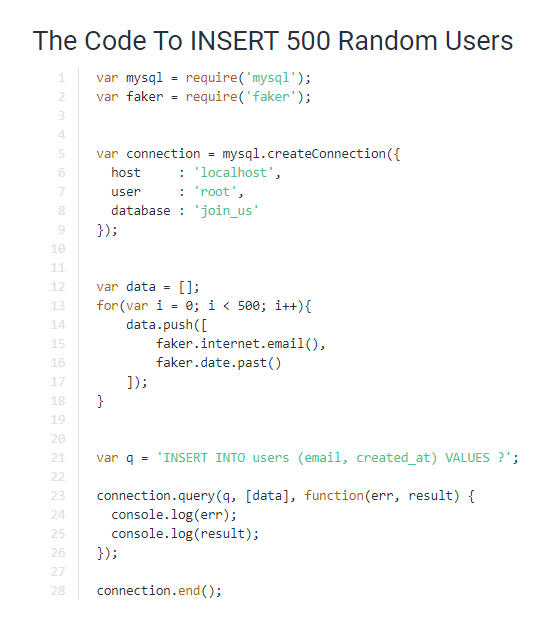 The Code To INSERT 500 Random Users
1 var mysql = require('mysql');
2 var faker = require('faker');
3
4
5 var connection = mysql.createConnection({
6   host     : 'localhost',
7   user     : 'root',
8   database : 'join_us'
9 });
10
11
12 var data = [];
13 for(var i = 0; i < 500; i++){
14     data.push([
15         faker.internet.email(),
16         faker.date.past()
17     ]);
18 }
19
20
21 var q = 'INSERT INTO users (email, created_at) VALUES ?';
22
23 connection.query(q, [data], function(err, result) {
24   console.log(err);
25   console.log(result);
26 });
27
28 connection.end();